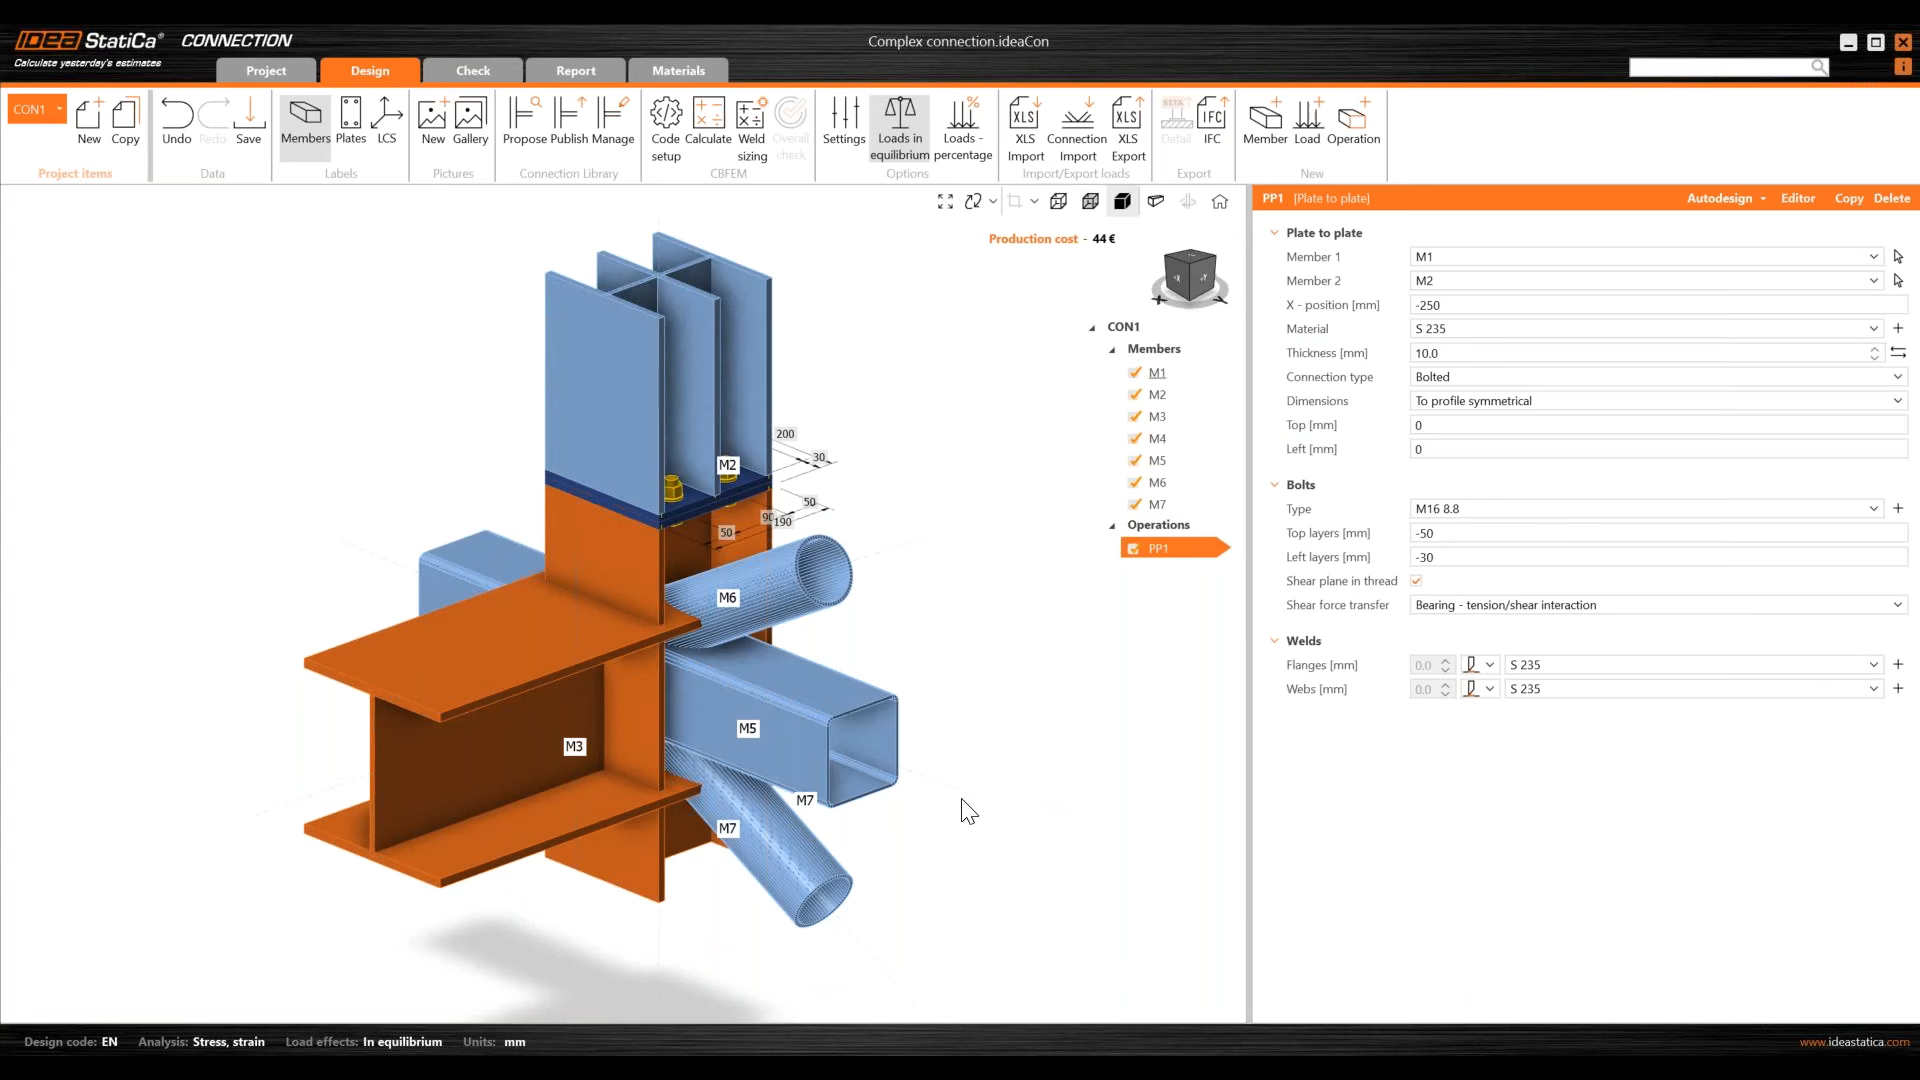 IDEA StatiCa® CONNECTION
Calculate yesterday's estimates
Complex connection.ideaCon
Project Design Check Report Materials
CON1
New Copy Undo Redo Save Members Plates LCS New Gallery Propose Publish Manage Code setup Calculate Weld sizing Overall check Settings Loads in equilibrium Loads - percentage XLS Import Connection Import XLS Export BETA Detail IFC Member Load Operation
Project items Data Labels Pictures Connection Library CBFEM Options Import/Export loads Export New
Production cost - 44 €
PP1 [Plate to plate] Autodesign Editor Copy Delete
Plate to plate
Member 1 M1
Member 2 M2
X - position [mm] -250
Material S 235
Thickness [mm] 10.0
Connection type Bolted
Dimensions To profile symmetrical
Top [mm] 0
Left [mm] 0
Bolts
Type M16 8.8
Top layers [mm] -50
Left layers [mm] -30
Shear plane in thread
Shear force transfer Bearing - tension/shear interaction
Welds
Flanges [mm] 0.0 S 235
Webs [mm] 0.0 S 235
CON1
Members
M1
M2
M3
M4
M5
M6
M7
Operations
PP1
200
30
M2
50
90
190
50
M6
M5
M3
M7
M7
Design code: EN Analysis: Stress, strain Load effects: In equilibrium Units: mm
www.ideastatica.com